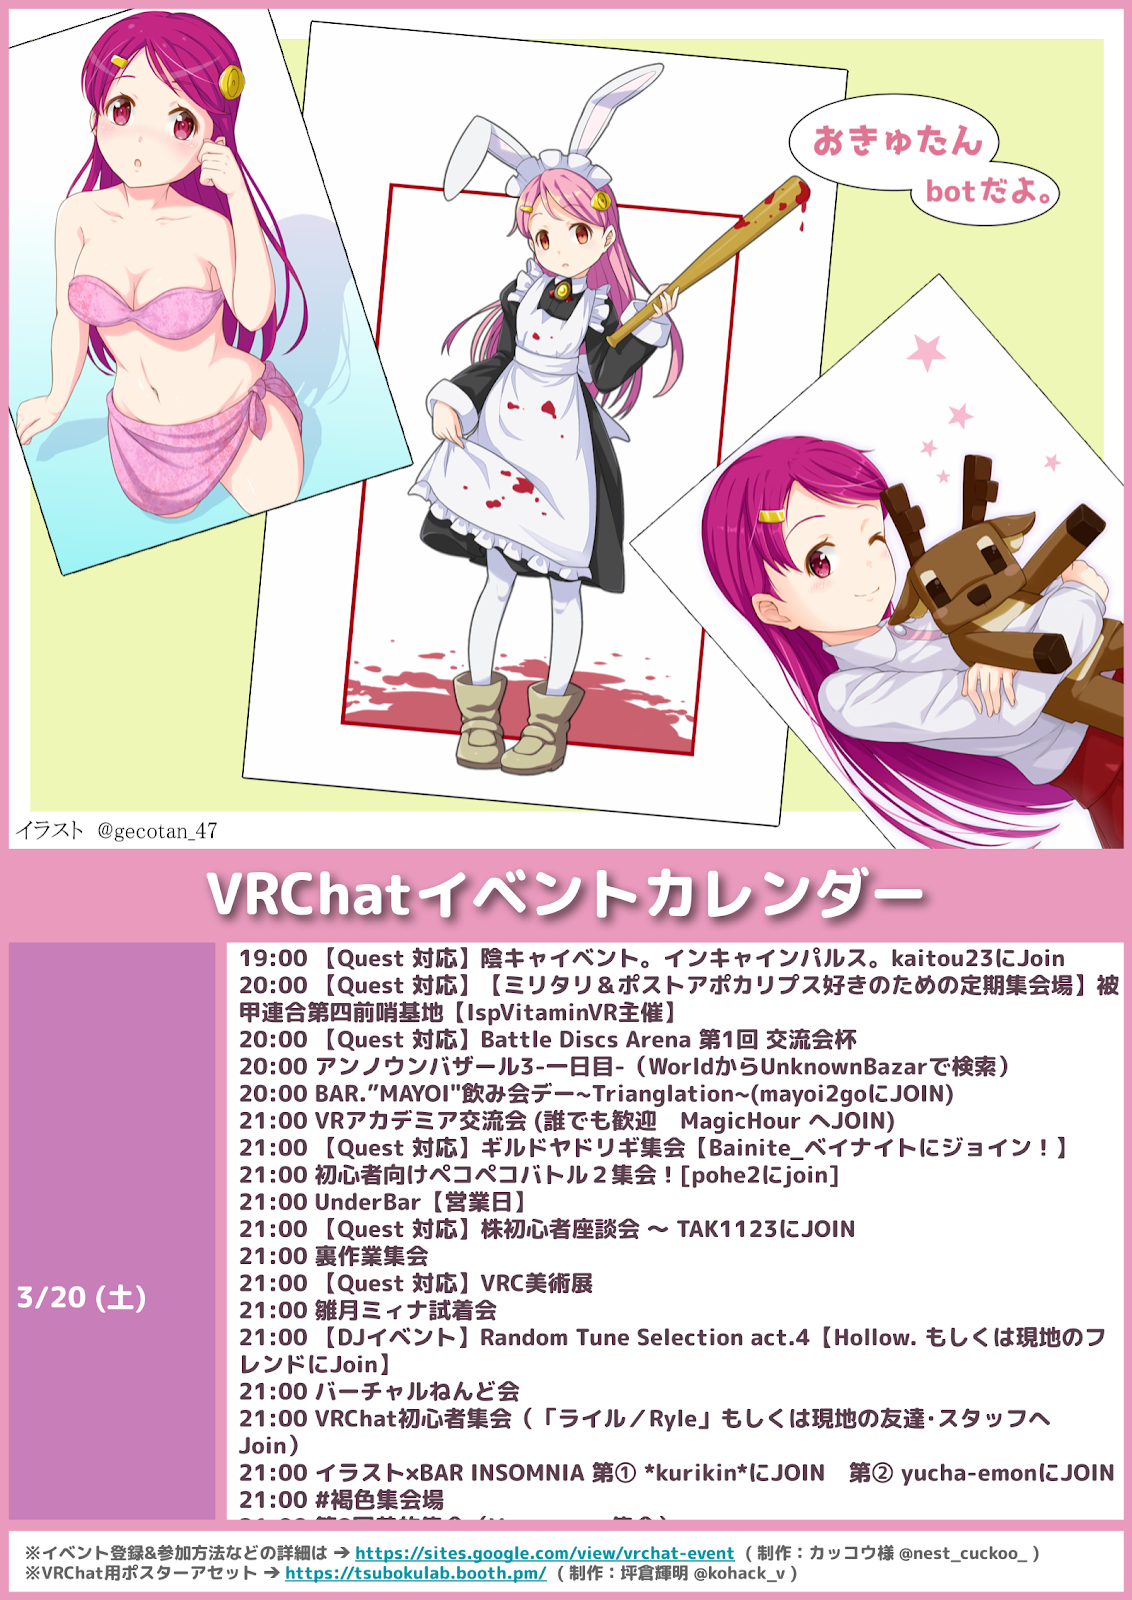 おきゅたん
botだよ。
イラスト @gecotan_47
VRChatイベントカレンダー
3/20 (土)
19:00 【Quest 対応】陰キャイベント。インキャインパルス。kaitou23にJoin
20:00 【Quest 対応】【ミリタリ＆ポストアポカリプス好きのための定期集会場】被
甲連合第四前哨基地【IspVitaminVR主催】
20:00 【Quest 対応】Battle Discs Arena 第1回 交流会杯
20:00 アンノウンバザール3-一日目-（WorldからUnknownBazarで検索）
20:00 BAR.”MAYOI"飲み会デー~Trianglation~(mayoi2goにJOIN)
21:00 VRアカデミア交流会 (誰でも歓迎　MagicHour へJOIN)
21:00 【Quest 対応】ギルドヤドリギ集会【Bainite_ベイナイトにジョイン！】
21:00 初心者向けペコペコバトル２集会！[pohe2にjoin]
21:00 UnderBar【営業日】
21:00 【Quest 対応】株初心者座談会 〜 TAK1123にJOIN
21:00 裏作業集会
21:00 【Quest 対応】VRC美術展
21:00 雛月ミィナ試着会
21:00 【DJイベント】Random Tune Selection act.4【Hollow. もしくは現地のフ
レンドにJoin】
21:00 バーチャルねんど会
21:00 VRChat初心者集会（「ライル／Ryle」もしくは現地の友達･スタッフへ
Join）
21:00 イラスト×BAR INSOMNIA 第① *kurikin*にJOIN　第② yucha-emonにJOIN
21:00 #褐色集会場
※イベント登録&参加方法などの詳細は → https://sites.google.com/view/vrchat-event （ 制作：カッコウ様 @nest_cuckoo_ ）
※VRChat用ポスターアセット → https://tsubokulab.booth.pm/ （ 制作：坪倉輝明 @kohack_v ）